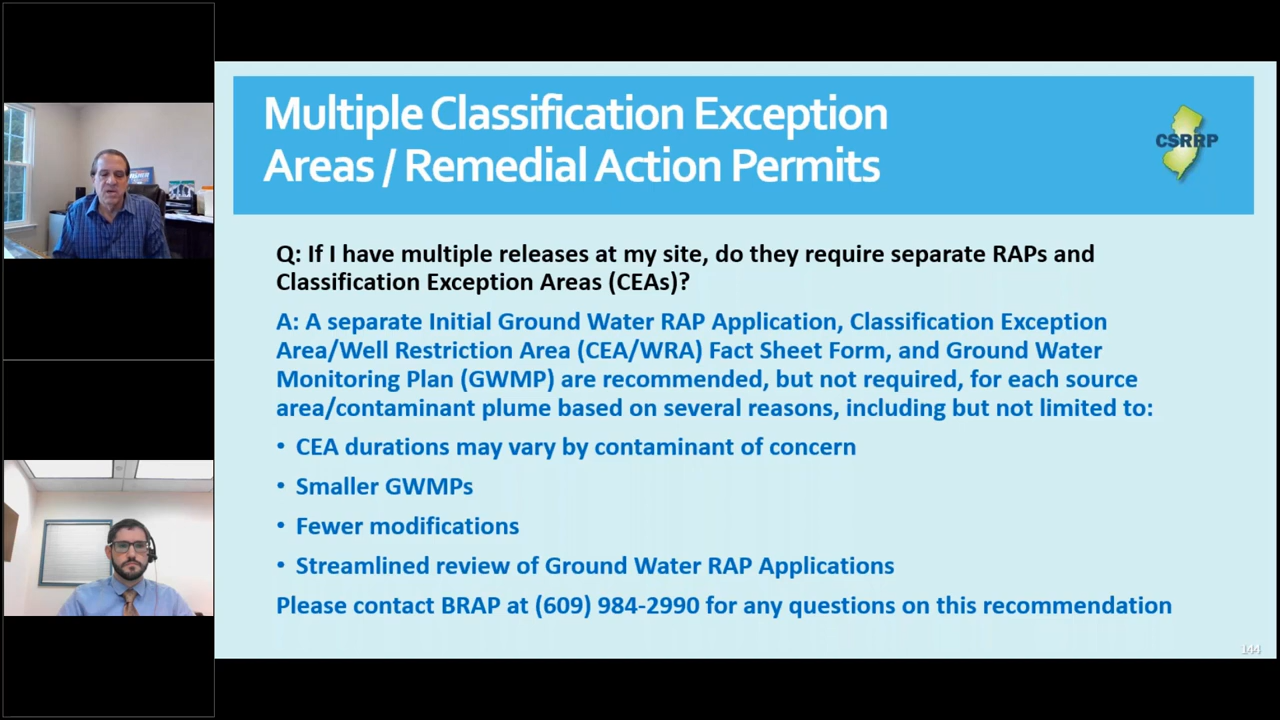 Multiple Classification Exception
Areas / Remedial Action Permits
CSRRP
Q: If I have multiple releases at my site, do they require separate RAPs and
Classification Exception Areas (CEAs)?
A: A separate Initial Ground Water RAP Application, Classification Exception
Area/Well Restriction Area (CEA/WRA) Fact Sheet Form, and Ground Water
Monitoring Plan (GWMP) are recommended, but not required, for each source
area/contaminant plume based on several reasons, including but not limited to:
• CEA durations may vary by contaminant of concern
• Smaller GWMPs
• Fewer modifications
• Streamlined review of Ground Water RAP Applications
Please contact BRAP at (609) 984-2990 for any questions on this recommendation
144